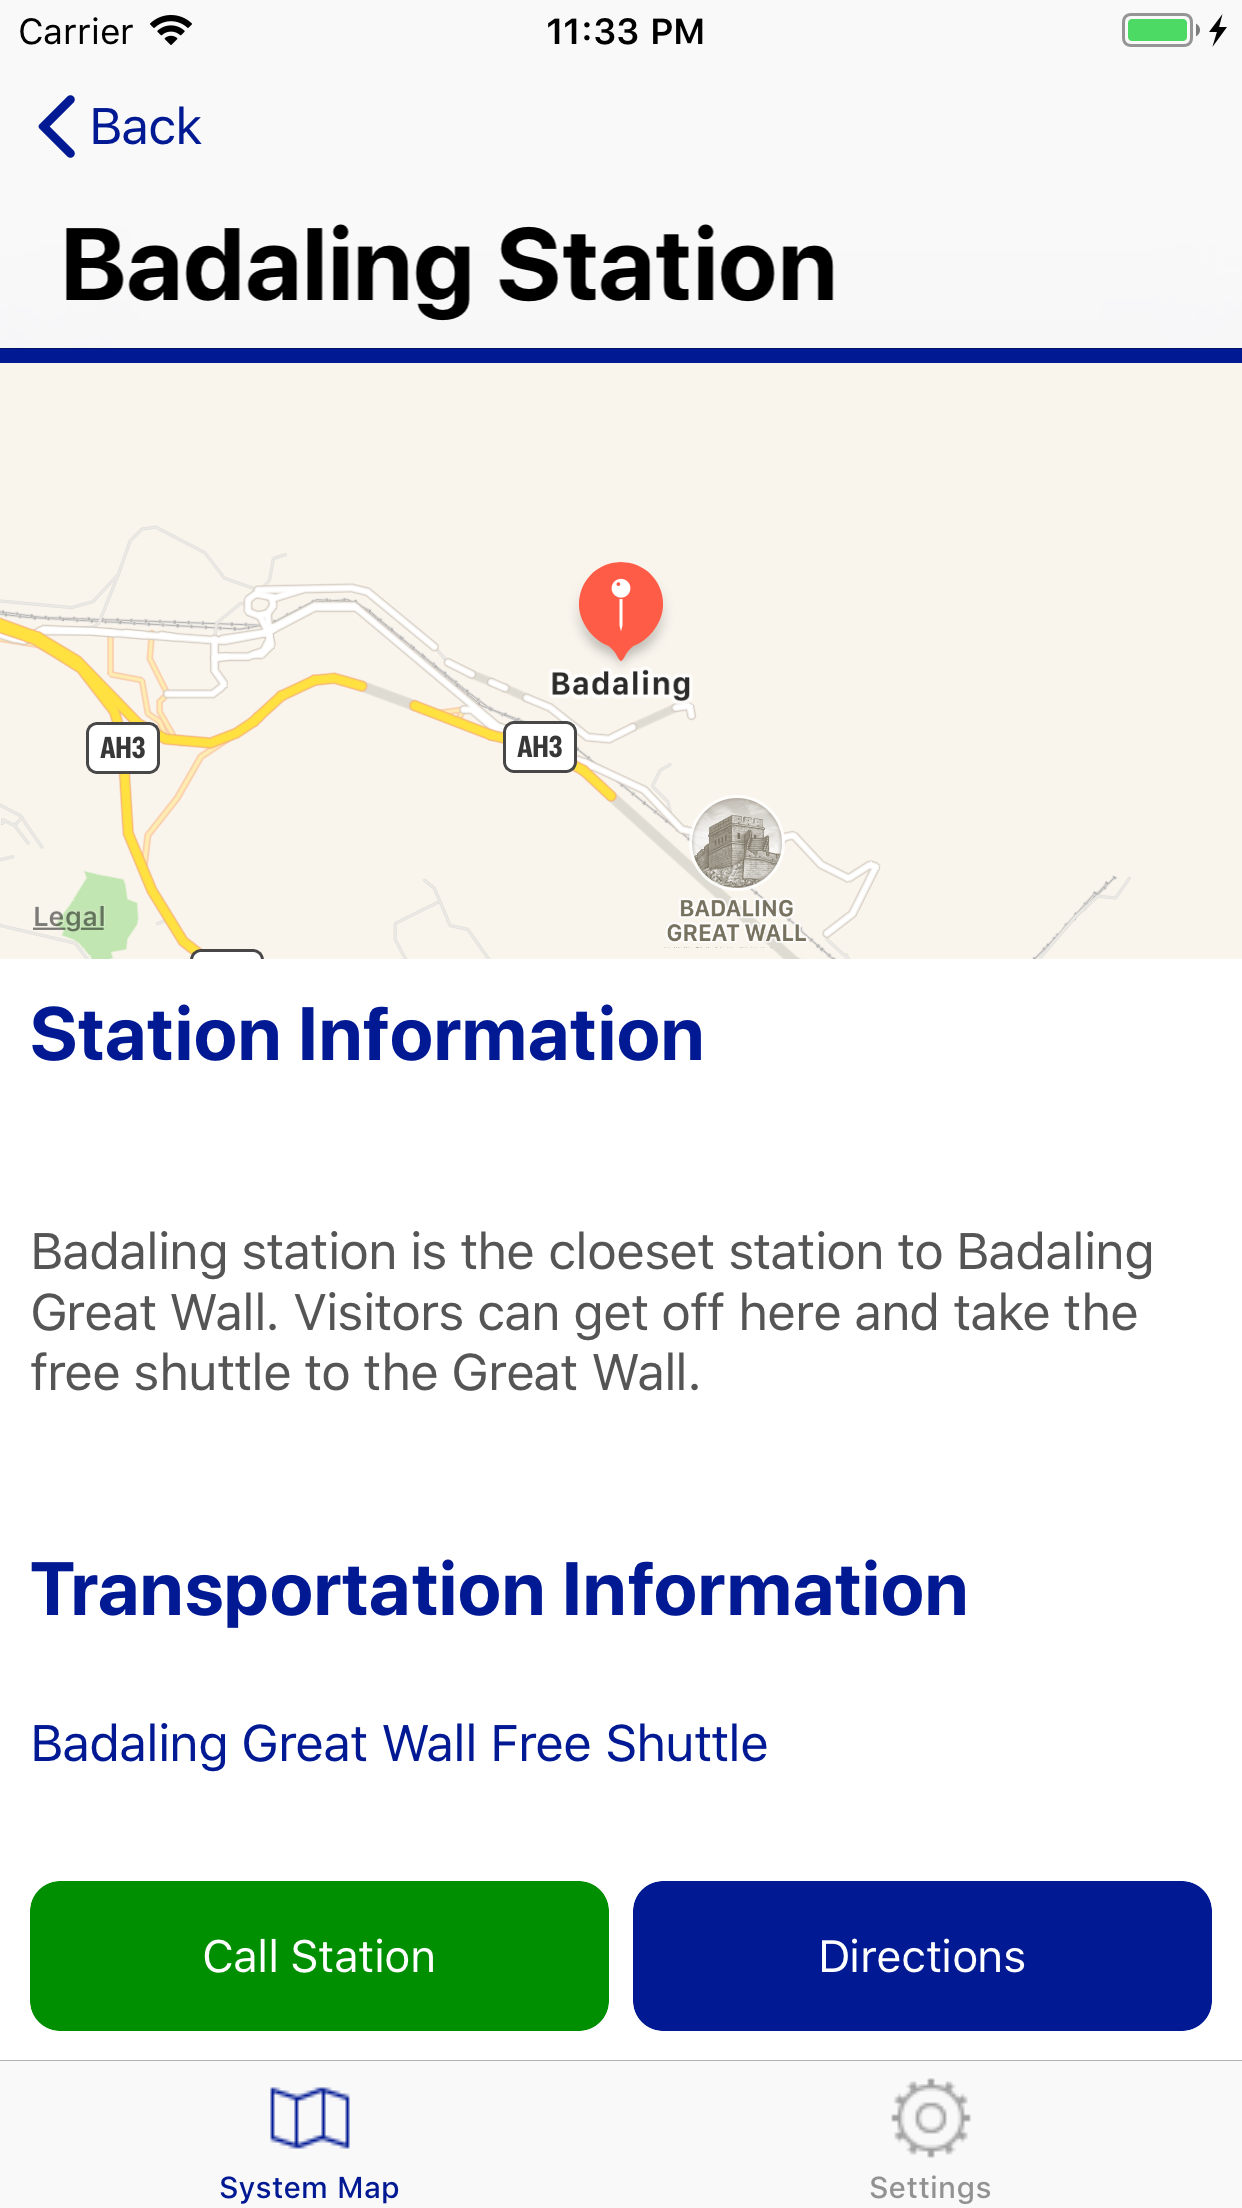 Carrier
11:33 PM
Back
Badaling Station
Badaling
AH3
AH3
BADALING
GREAT WALL
Legal
Station Information
Badaling station is the cloeset station to Badaling
Great Wall. Visitors can get off here and take the
free shuttle to the Great Wall.
Transportation Information
Badaling Great Wall Free Shuttle
Call Station
Directions
System Map
Settings